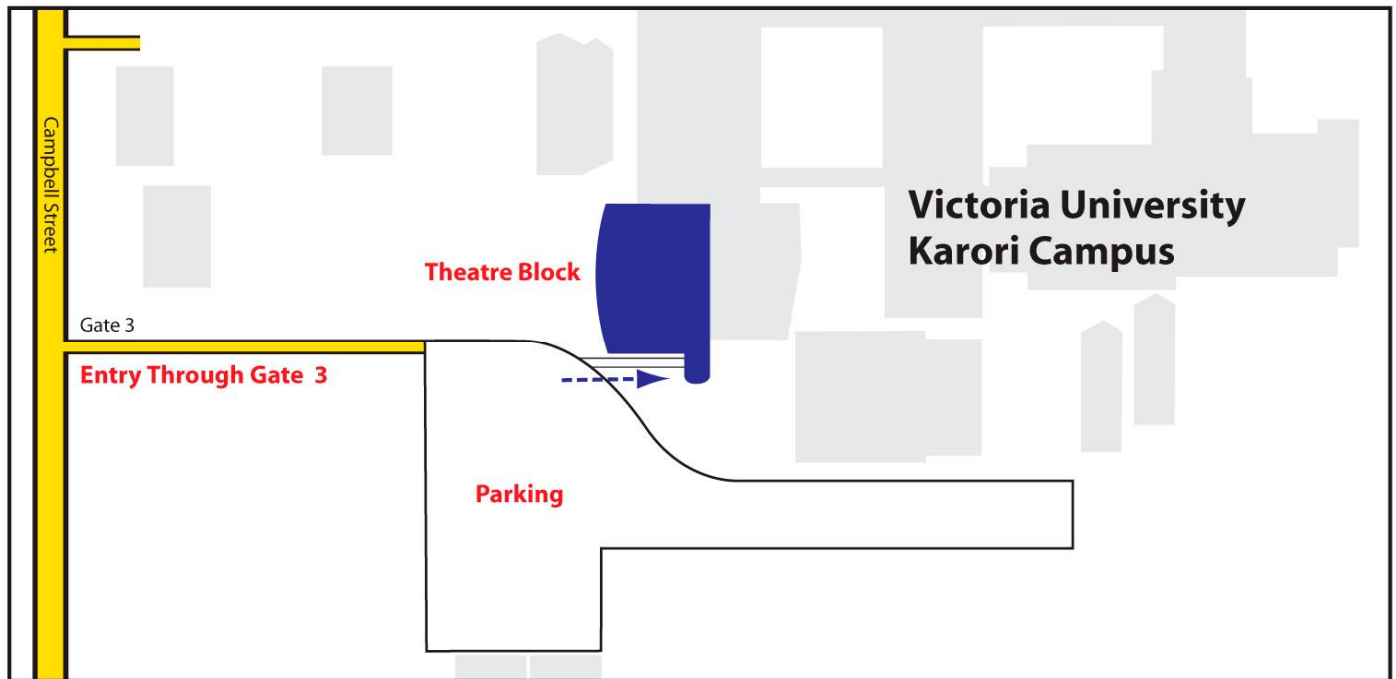 Campbell Street
Victoria University
Karori Campus
Theatre Block
Gate 3
Entry Through Gate 3
Parking